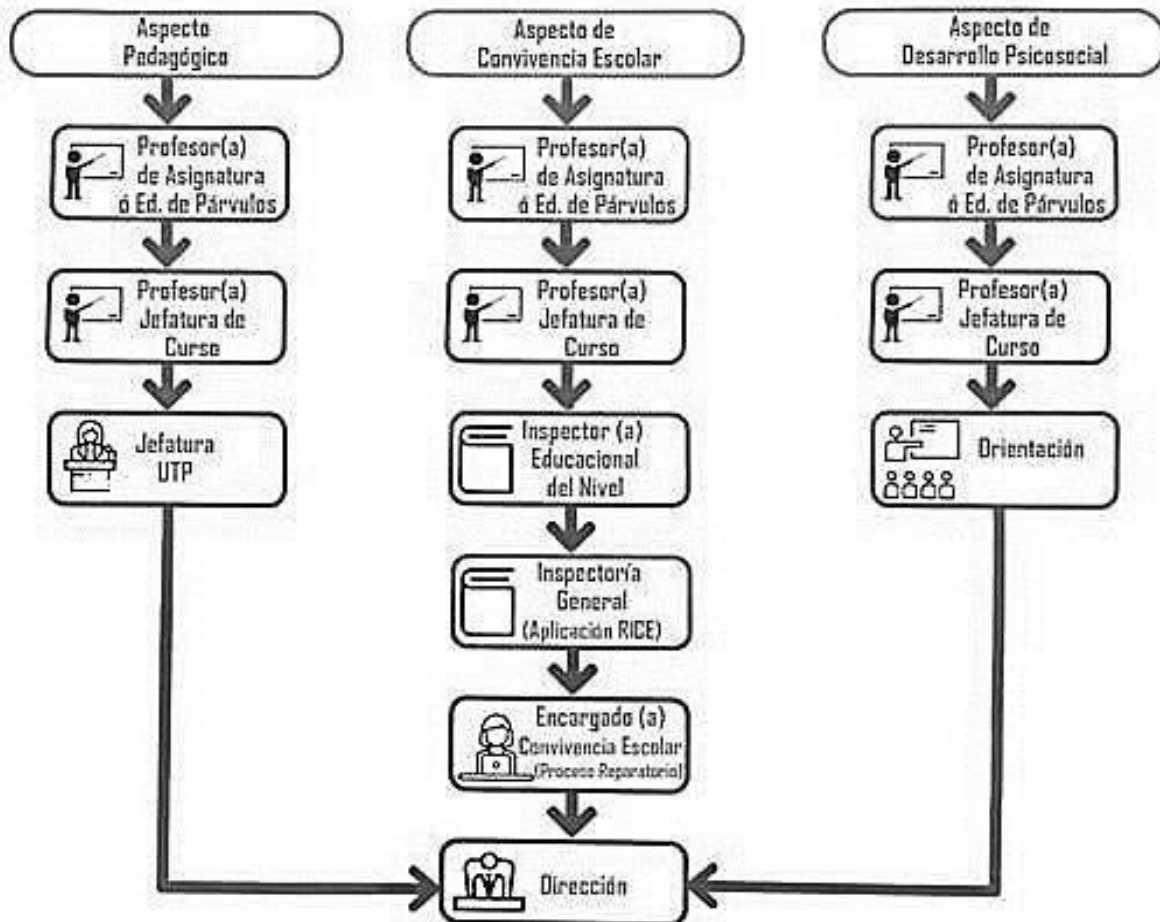 Aspecto
Pedagógico
Profesor(a)
de Asignatura
ó Ed. de Párvulos
Profesor(a)
Jefatura de
Curso
Jefatura
UTP
Aspecto de
Convivencia Escolar
Profesor(a)
de Asignatura
ó Ed. de Párvulos
Profesor(a)
Jefatura de
Curso
Inspector (a)
Educacional
del Nivel
Inspectoría
General
(Aplicación RICE)
Encargado (a)
Convivencia Escolar
(Proceso Reparatorio)
Dirección
Aspecto de
Desarrollo Psicosocial
Profesor(a)
de Asignatura
ó Ed. de Párvulos
Profesor(a)
Jefatura de
Curso
Orientación